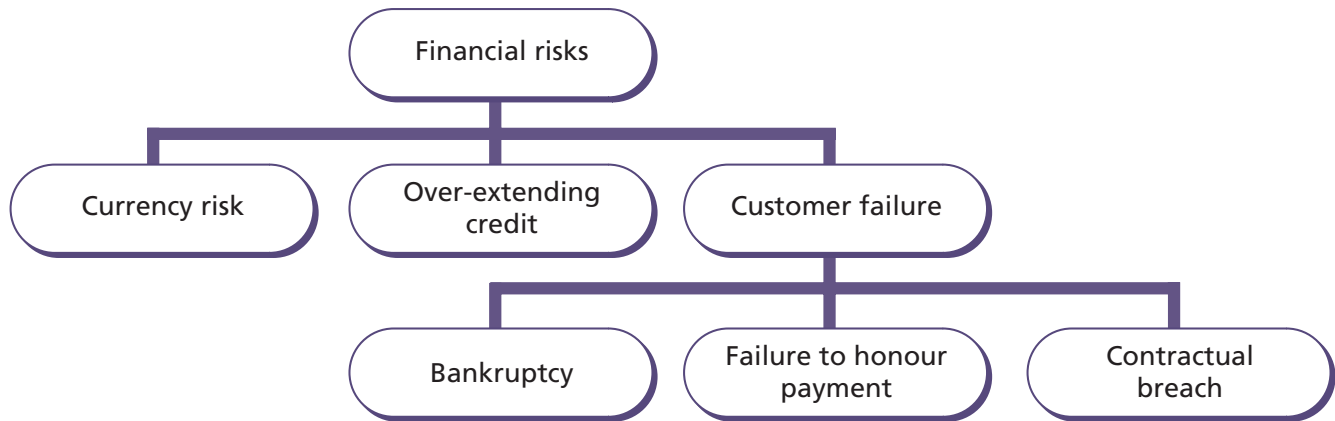 Financial risks
Currency risk
Over-extending
credit
Customer failure
Bankruptcy
Failure to honour
payment
Contractual
breach